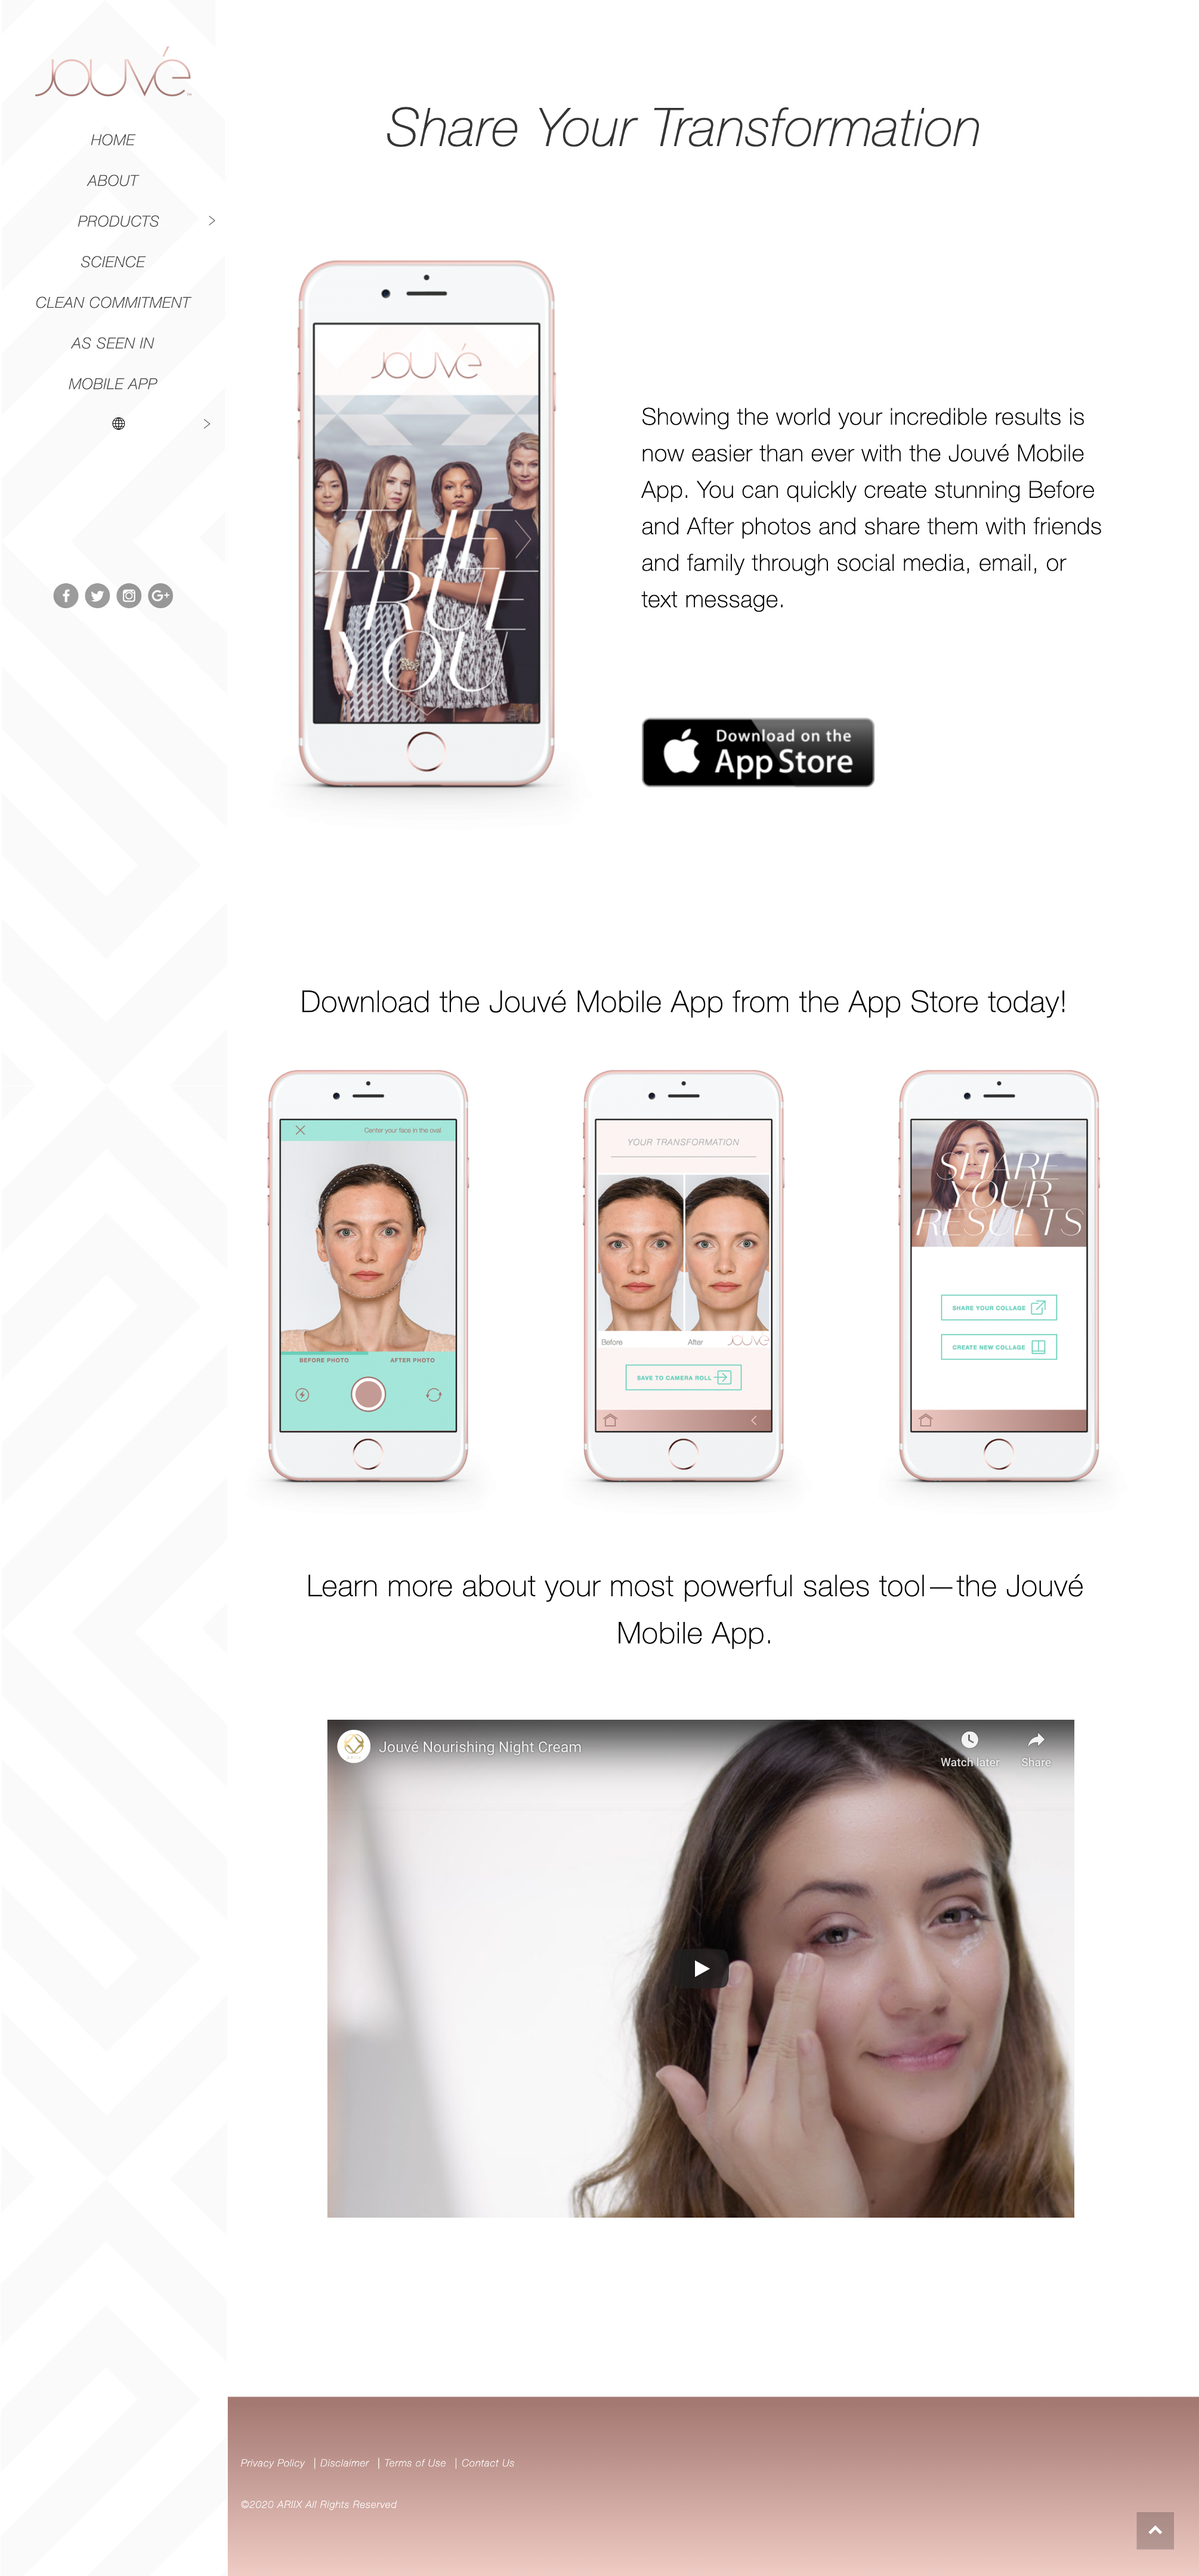 Jouvé
HOME
ABOUT
PRODUCTS
SCIENCE
CLEAN COMMITMENT
AS SEEN IN
MOBILE APP
Share Your Transformation
Jouvé
THE
TRUE
YOU
Showing the world your incredible results is
now easier than ever with the Jouvé Mobile
App. You can quickly create stunning Before
and After photos and share them with friends
and family through social media, email, or
text message.
Download on the
App Store
Download the Jouvé Mobile App from the App Store today!
Center your face in the oval
BEFORE PHOTO AFTER PHOTO
YOUR TRANSFORMATION
Before After Jouvé
SAVE TO CAMERA ROLL
SHARE
YOUR
RESULTS
SHARE YOUR COLLAGE
CREATE NEW COLLAGE
Learn more about your most powerful sales tool—the Jouvé
Mobile App.
Jouvé Nourishing Night Cream
Watch later Share
Privacy Policy | Disclaimer | Terms of Use | Contact Us
©2020 ARIIX All Rights Reserved